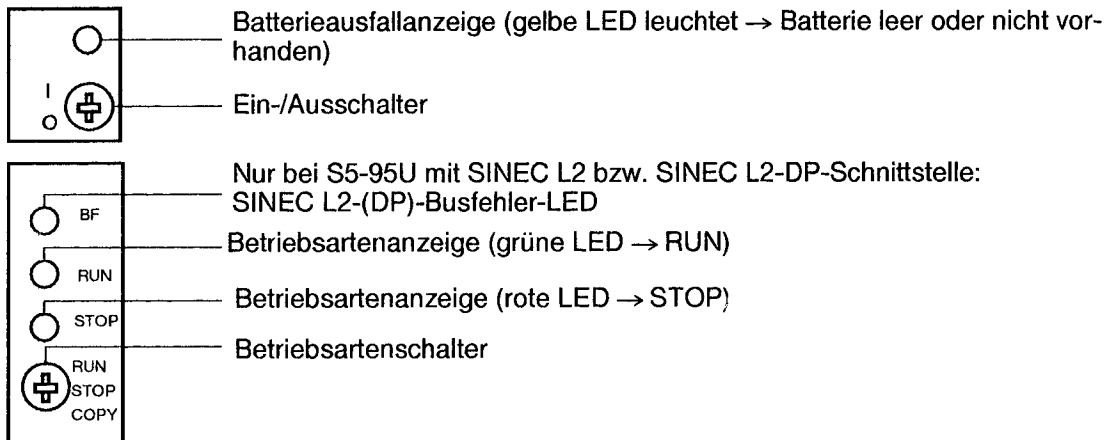 Batterieausfallanzeige (gelbe LED leuchtet → Batterie leer oder nicht vor-
handen)
I
O
Ein-/Ausschalter
Nur bei S5-95U mit SINEC L2 bzw. SINEC L2-DP-Schnittstelle:
SINEC L2-(DP)-Busfehler-LED
BF
Betriebsartenanzeige (grüne LED → RUN)
RUN
Betriebsartenanzeige (rote LED → STOP)
STOP
Betriebsartenschalter
RUN
STOP
COPY